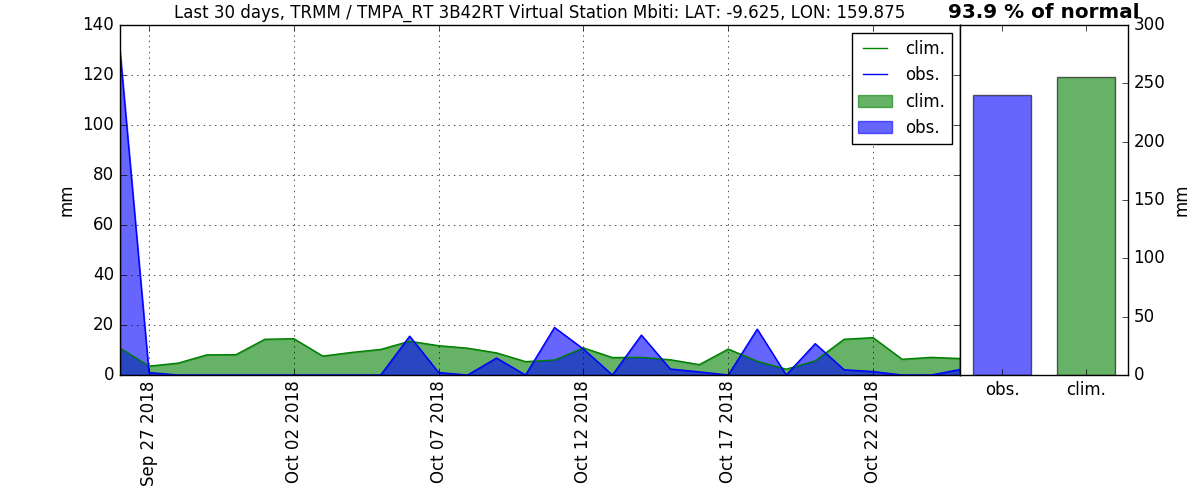 Last 30 days, TRMM / TMPA_RT 3B42RT Virtual Station Mbiti: LAT: -9.625, LON: 159.875
93.9 % of normal
140
120
100
80
60
40
20
0
mm
clim.
obs.
clim.
obs.
Sep 27 2018
Oct 02 2018
Oct 07 2018
Oct 12 2018
Oct 17 2018
Oct 22 2018
300
250
200
150
100
50
0
mm
obs.
clim.